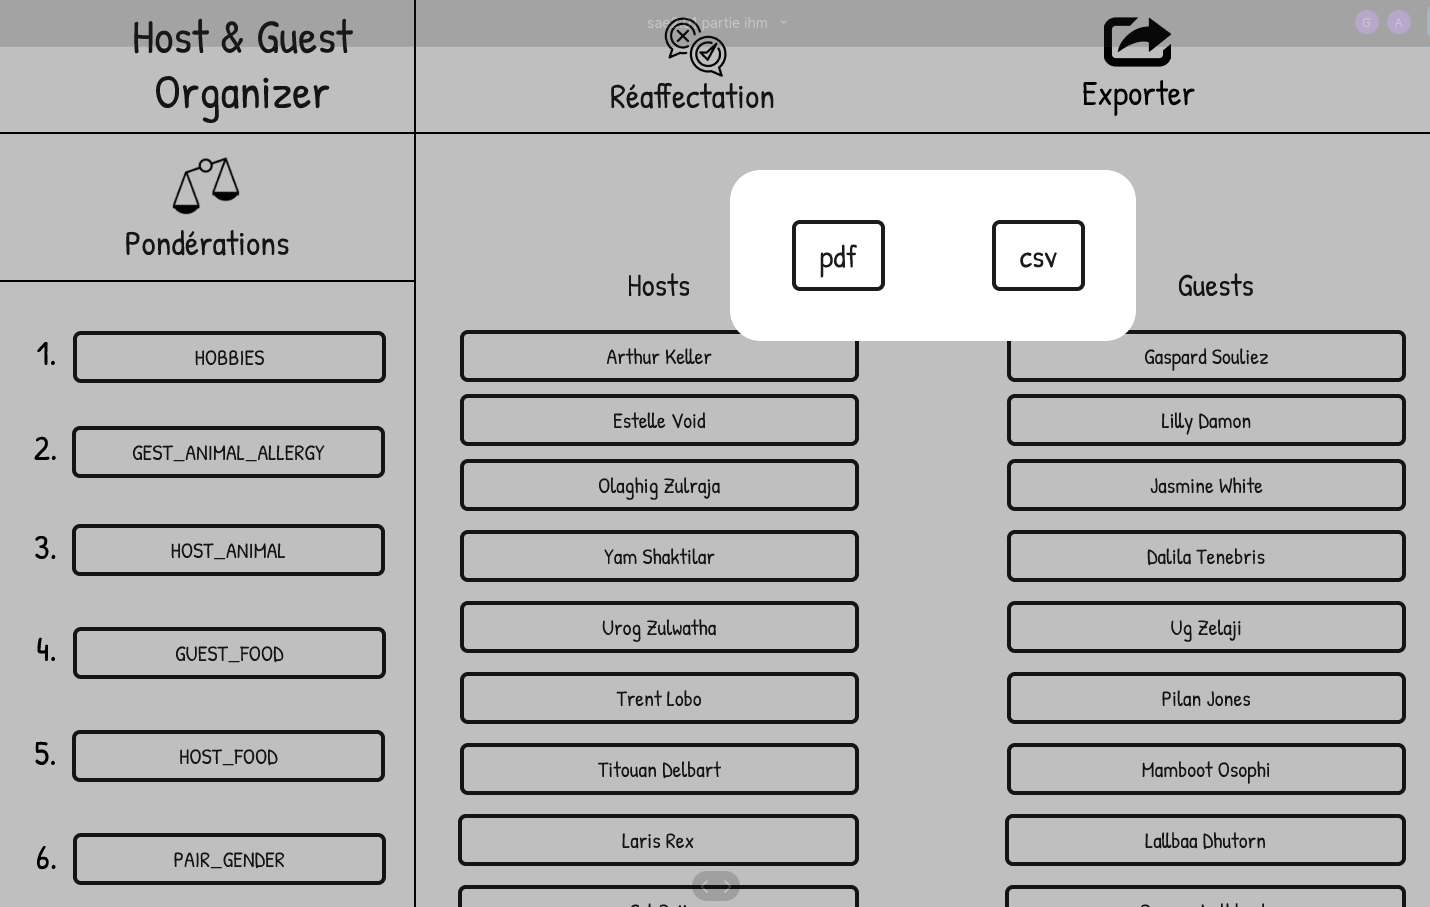 partie ihm
G
A
Host & Guest
Organizer
Réaffectation
Exporter
Pondérations
pdf
csv
Hosts
Guests
1. HOBBIES
2. GEST_ANIMAL_ALLERGY
3. HOST_ANIMAL
4. GUEST_FOOD
5. HOST_FOOD
6. PAIR_GENDER
Arthur Keller
Estelle Void
Olaghig Zulraja
Yam Shaktilar
Urog Zulwatha
Trent Lobo
Titouan Delbart
Laris Rex
Gaspard Souliez
Lilly Damon
Jasmine White
Dalila Tenebris
Ug Zelaji
Pilan Jones
Mamboot Osophi
Lallbaa Dhutorn